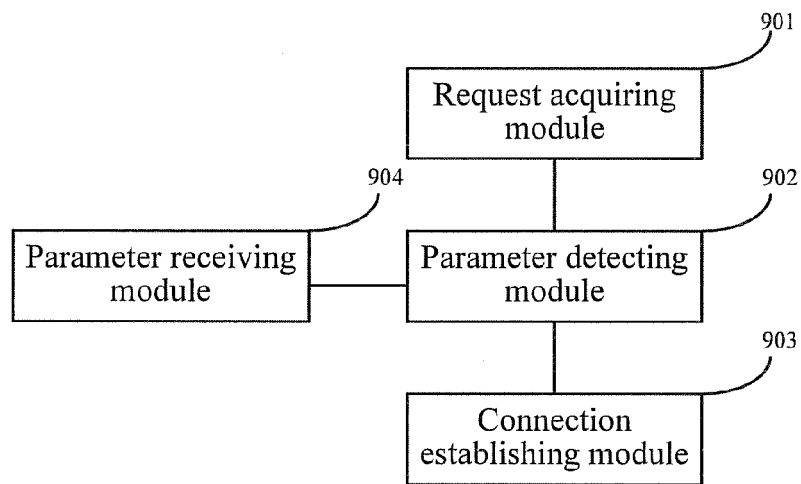 901
Request acquiring
module
904
902
Parameter receiving
module
Parameter detecting
module
903
Connection
establishing module